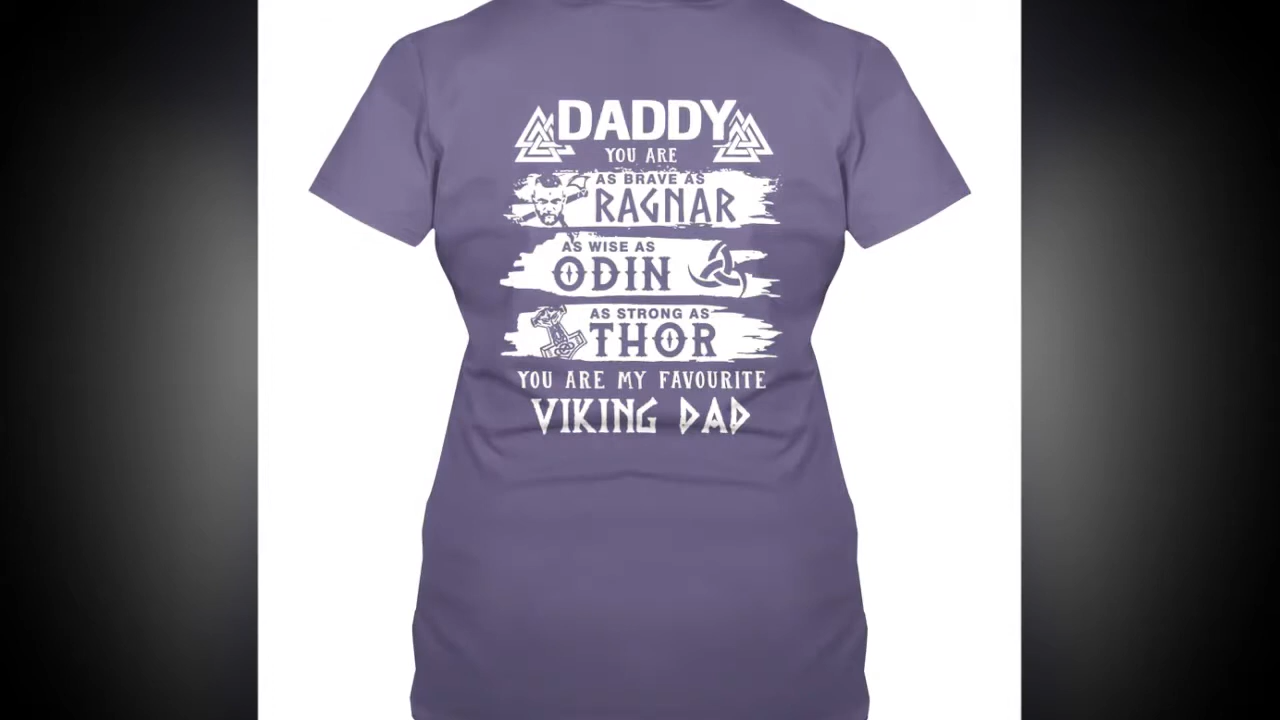 DADDY
YOU ARE
AS BRAVE AS
RAGNAR
AS WISE AS
ODIN
AS STRONG AS
THOR
YOU ARE MY FAVOURITE
VIKING DAD